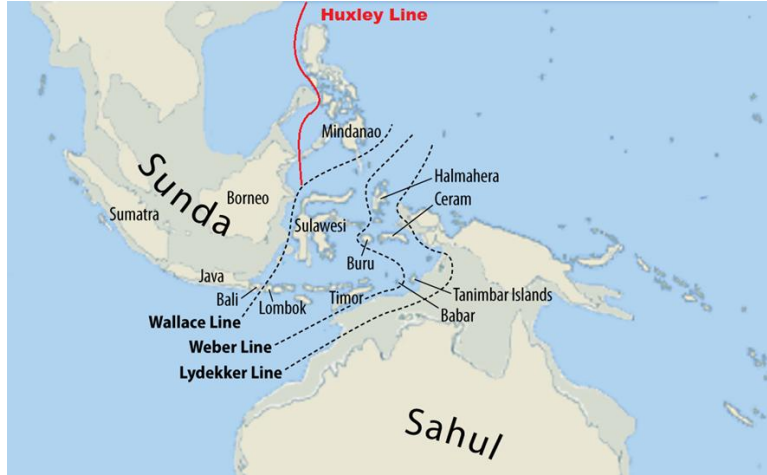 Huxley Line
Mindanao
Halmahera
Ceram
Sunda
Borneo
Sumatra
Sulawesi
Buru
Java
Bali
Lombok
Timor
Tanimbar Islands
Babar
Wallace Line
Weber Line
Lydekker Line
Sahul